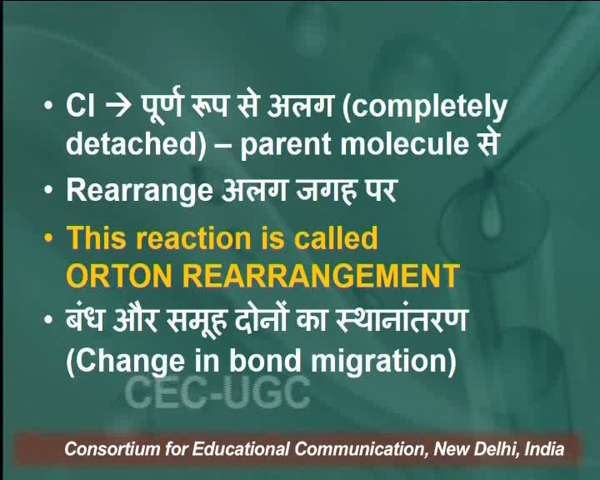 • Cl → पूर्ण रूप से अलग (completely
detached) – parent molecule से
• Rearrange अलग जगह पर
• This reaction is called
ORTON REARRANGEMENT
• बंध और समूह दोनों का स्थानांतरण
(Change in bond migration)
CEC-UGC
Consortium for Educational Communication, New Delhi, India